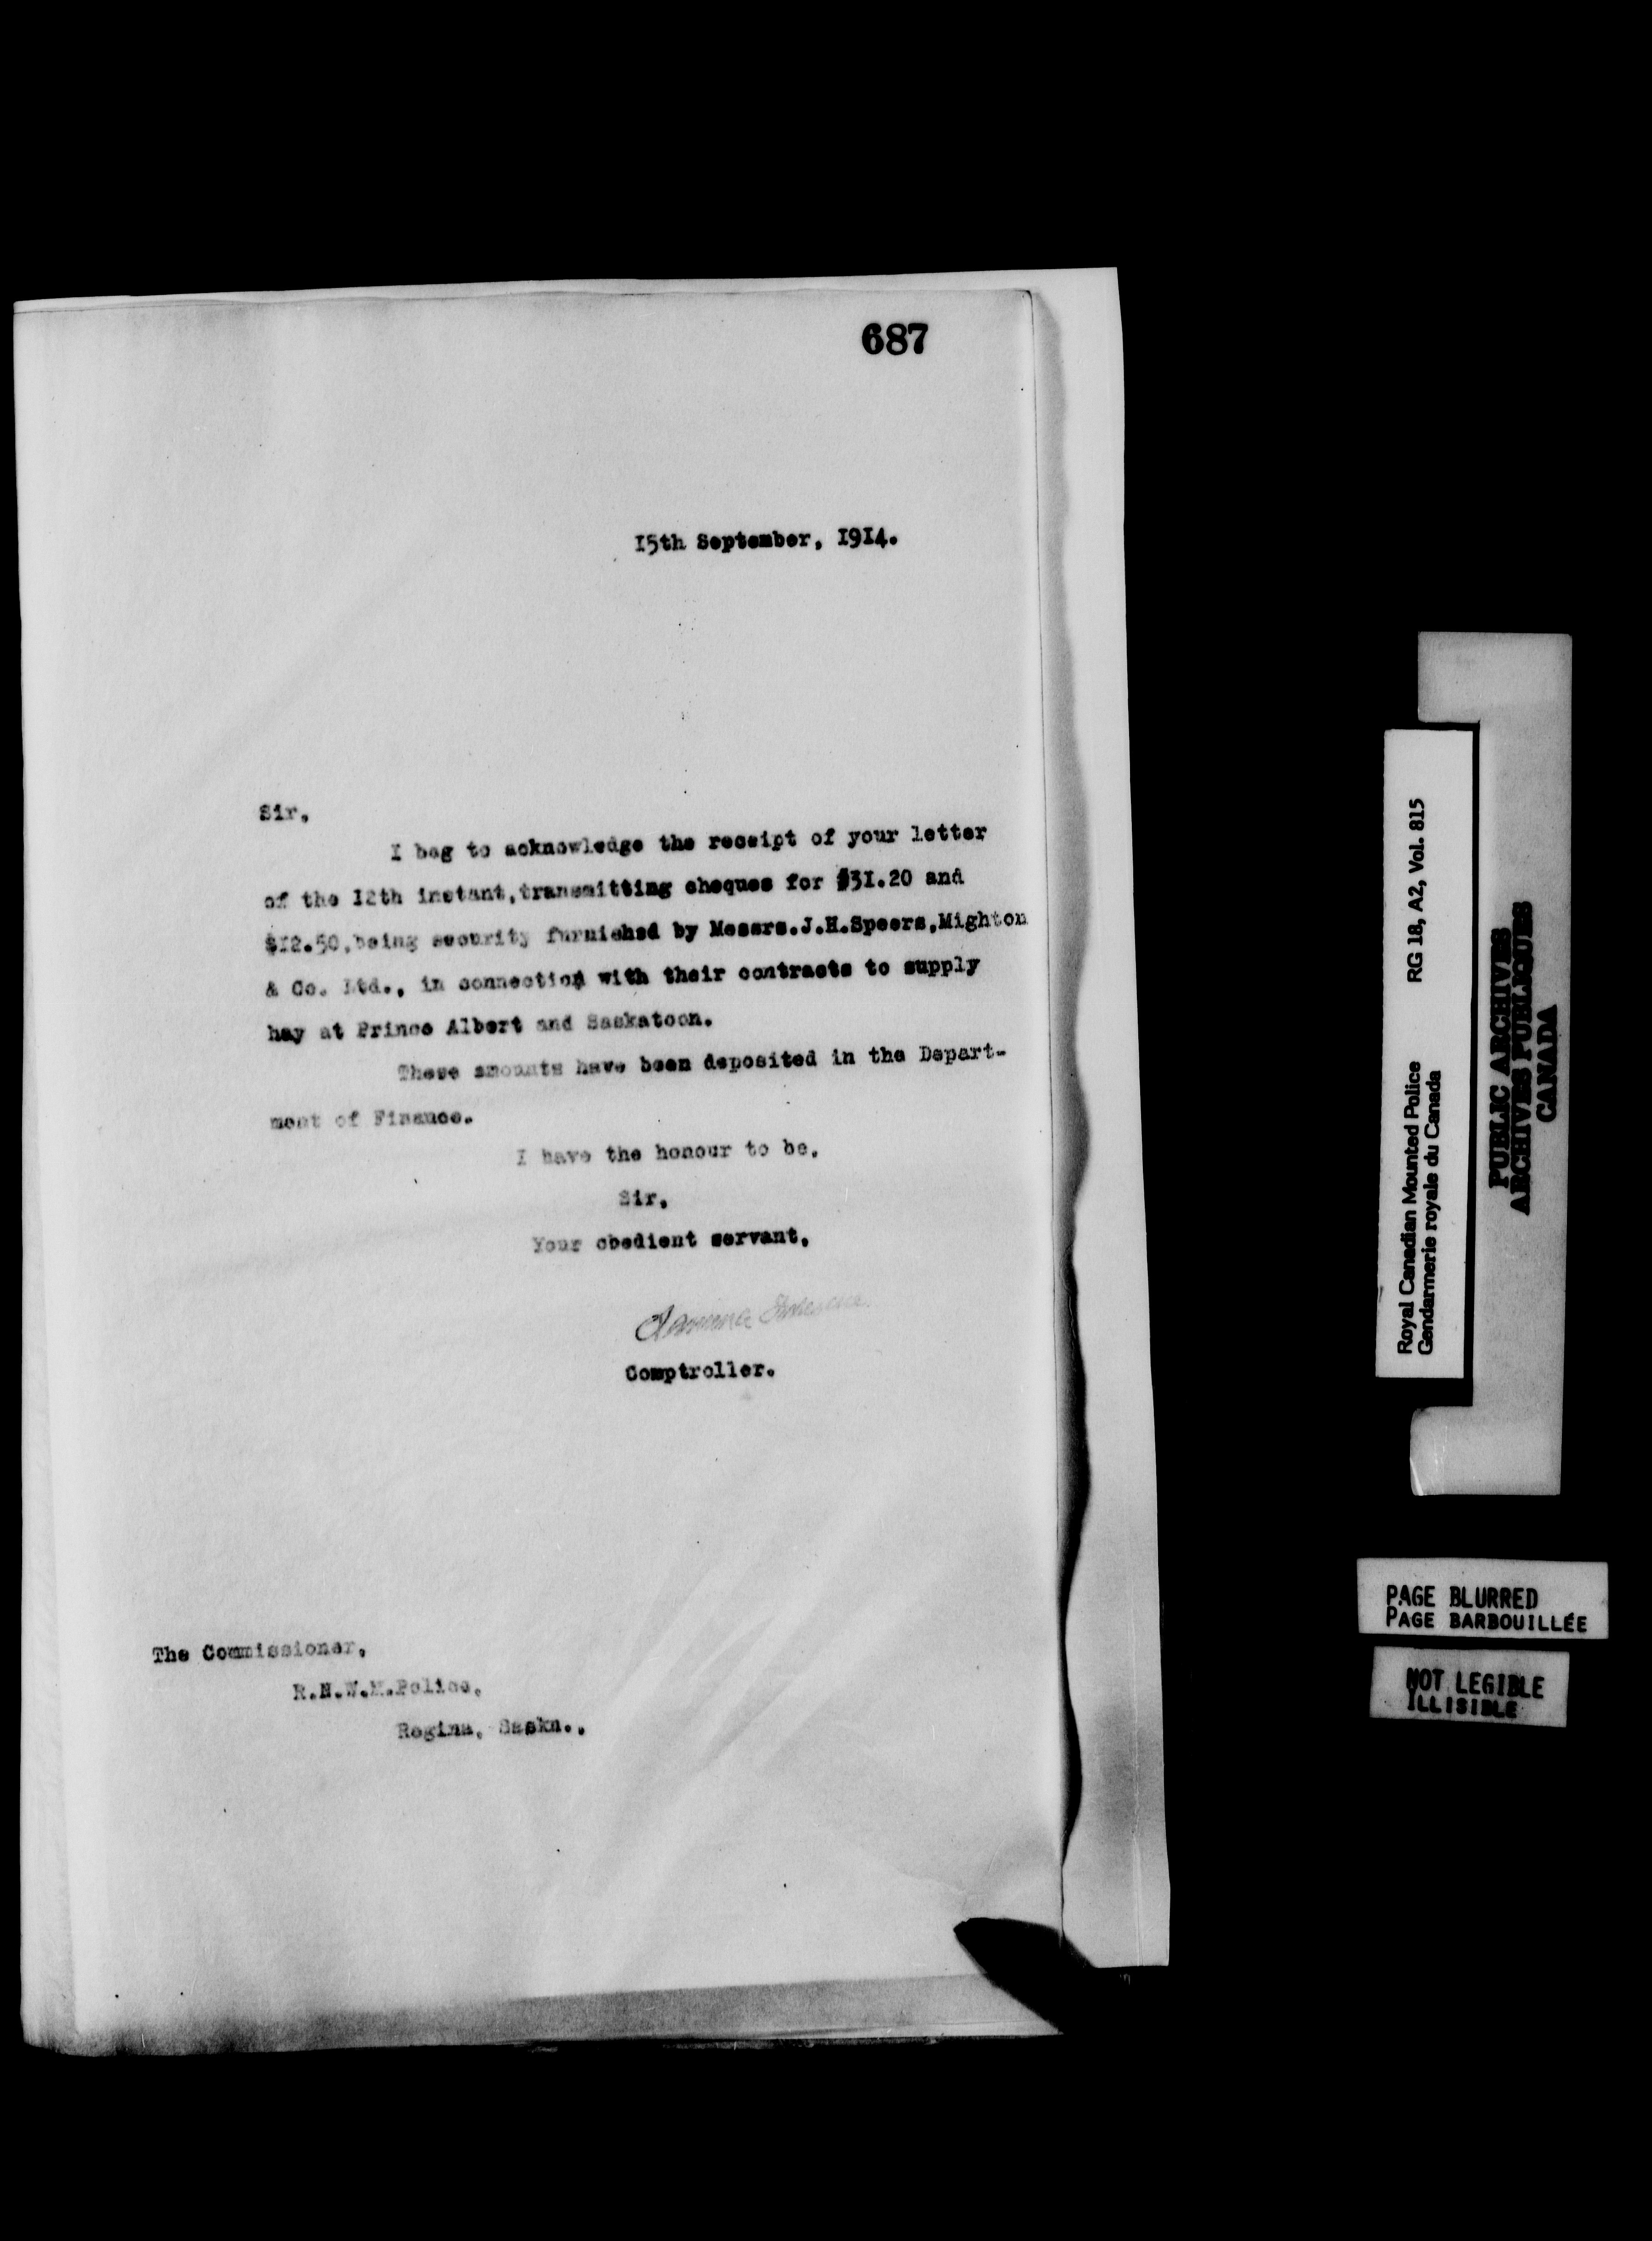 687
15th September, 1914.
Sir,
I beg to acknowledge the receipt of your letter
of the 12th instant, transmitting cheques for $31.20 and
$12.50, being security furnished by Messrs. J.H. Speers, Mighton
& Co. Ltd., in connection with their contracts to supply
hay at Prince Albert and Saskatoon.
These amounts have been deposited in the Depart-
ment of Finance.
I have the honour to be,
Sir,
Your obedient servant,
Comptroller.
The Commissioner,
R.N.W.M. Police,
Regina, Saskn..
Royal Canadian Mounted Police RG 18, A2, Vol. 815
Gendarmerie royale du Canada
PUBLIC ARCHIVES
ARCHIVES PUBLIQUES
CANADA
PAGE BLURRED
PAGE BARBOUILLÉE
NOT LEGIBLE
ILLISIBLE